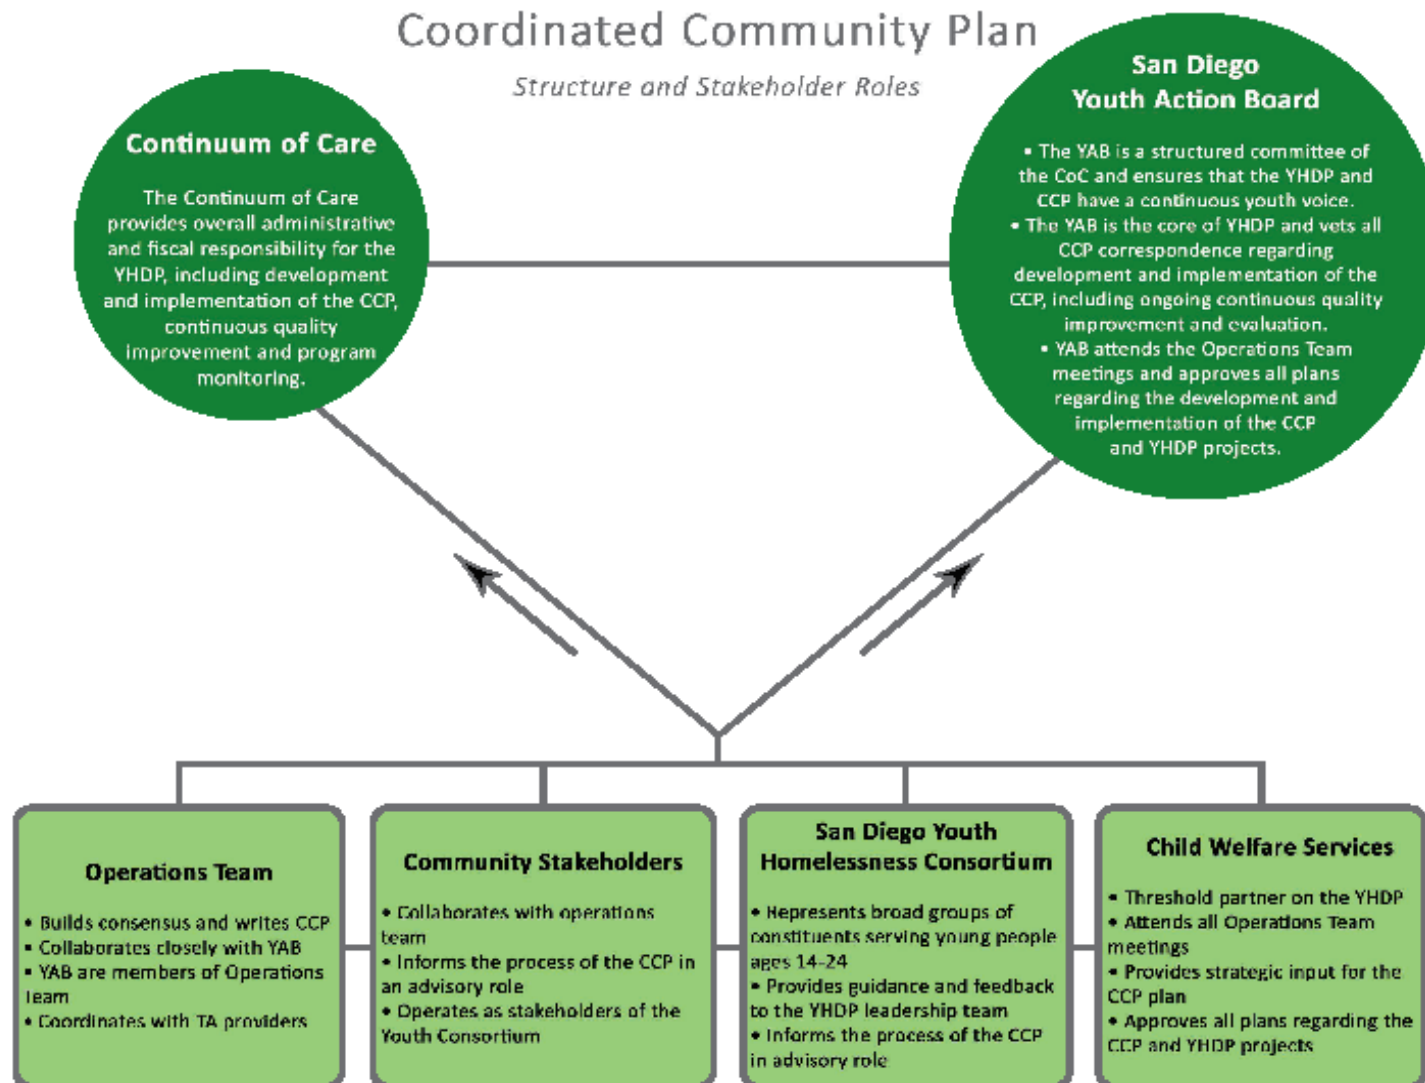 Coordinated Community Plan
Structure and Stakeholder Roles
Continuum of Care
The Continuum of Care
provides overall administrative
and fiscal responsibility for the
YHDP, including development
and implementation of the CCP,
continuous quality
improvement and program
monitoring.
San Diego
Youth Action Board
• The YAB is a structured committee of
the CoC and ensures that the YHDP and
CCP have a continuous youth voice.
• The YAB is the core of YHDP and vets all
CCP correspondence regarding
development and implementation of the
CCP, including ongoing continuous quality
improvement and evaluation.
• YAB attends the Operations Team
meetings and approves all plans
regarding the development and
implementation of the CCP
and YHDP projects.
Operations Team
• Builds consensus and writes CCP
• Collaborates closely with YAB
• YAB are members of Operations
Team
• Coordinates with TA providers
Community Stakeholders
• Collaborates with operations
team
• Informs the process of the CCP in
an advisory role
• Operates as stakeholders of the
Youth Consortium
San Diego Youth
Homelessness Consortium
• Represents broad groups of
constituents serving young people
ages 14-24
• Provides guidance and feedback
to the YHDP leadership team
• Informs the process of the CCP
in advisory role
Child Welfare Services
• Threshold partner on the YHDP
• Attends all Operations Team
meetings
• Provides strategic input for the
CCP plan
• Approves all plans regarding the
CCP and YHDP projects